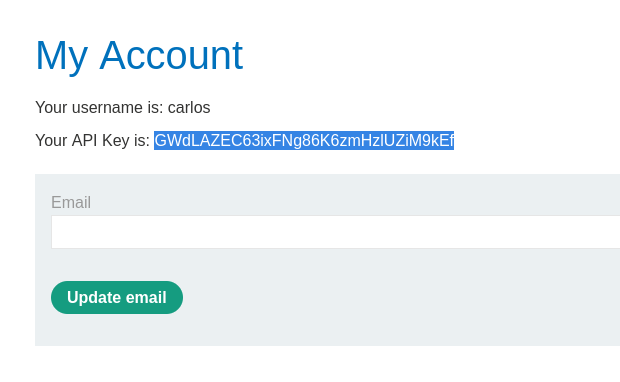 My Account
Your username is: carlos
Your API Key is: GWdLAZEC63ixFNg86K6zmHzlUZiM9kEf
Email
Update email